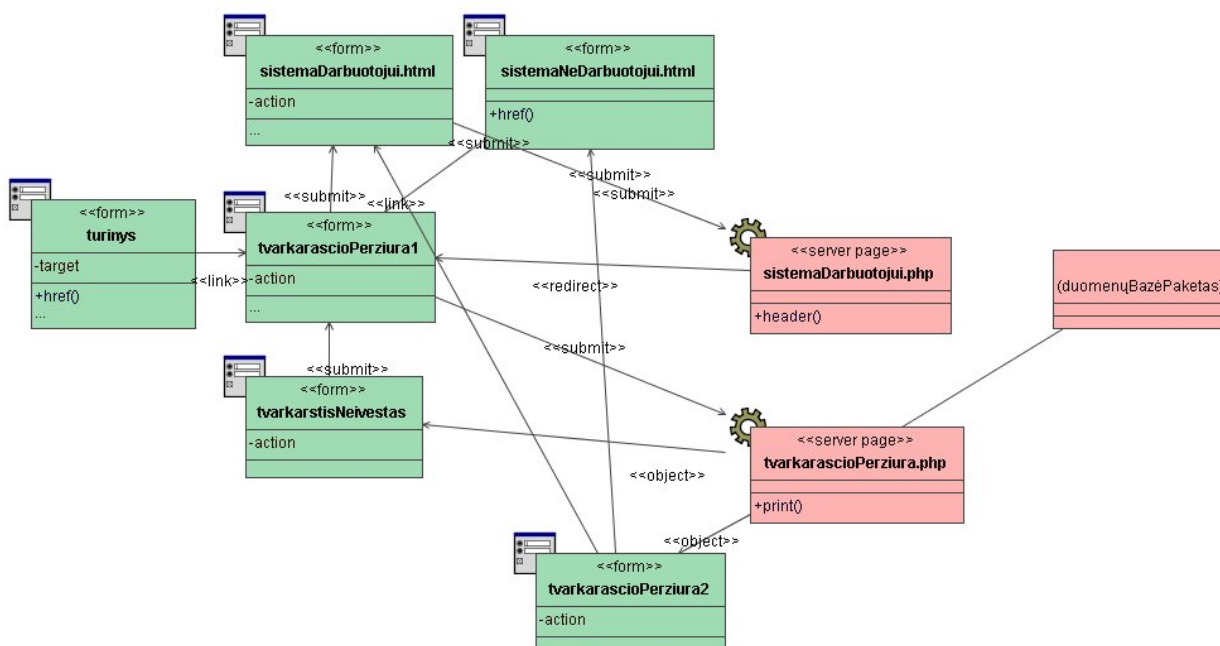 <<form>>
sistemaDarbuotojui.html
-action
...
<<form>>
sistemaNeDarbuotojui.html
+href()
<<submit>>
<<submit>>
<<submit>>
<<submit>>
<<link>>
<<form>>
turinys
-target
+href()
...
<<link>>
<<form>>
tvarkarascioPerziura1
-action
...
<<server page>>
sistemaDarbuotojui.php
+header()
(duomenųBazėPaketas)
<<redirect>>
<<submit>>
<<submit>>
<<form>>
tvarkarstisNeivestas
-action
<<server page>>
tvarkarascioPerziura.php
+print()
<<object>>
<<object>>
<<form>>
tvarkarascioPerziura2
-action